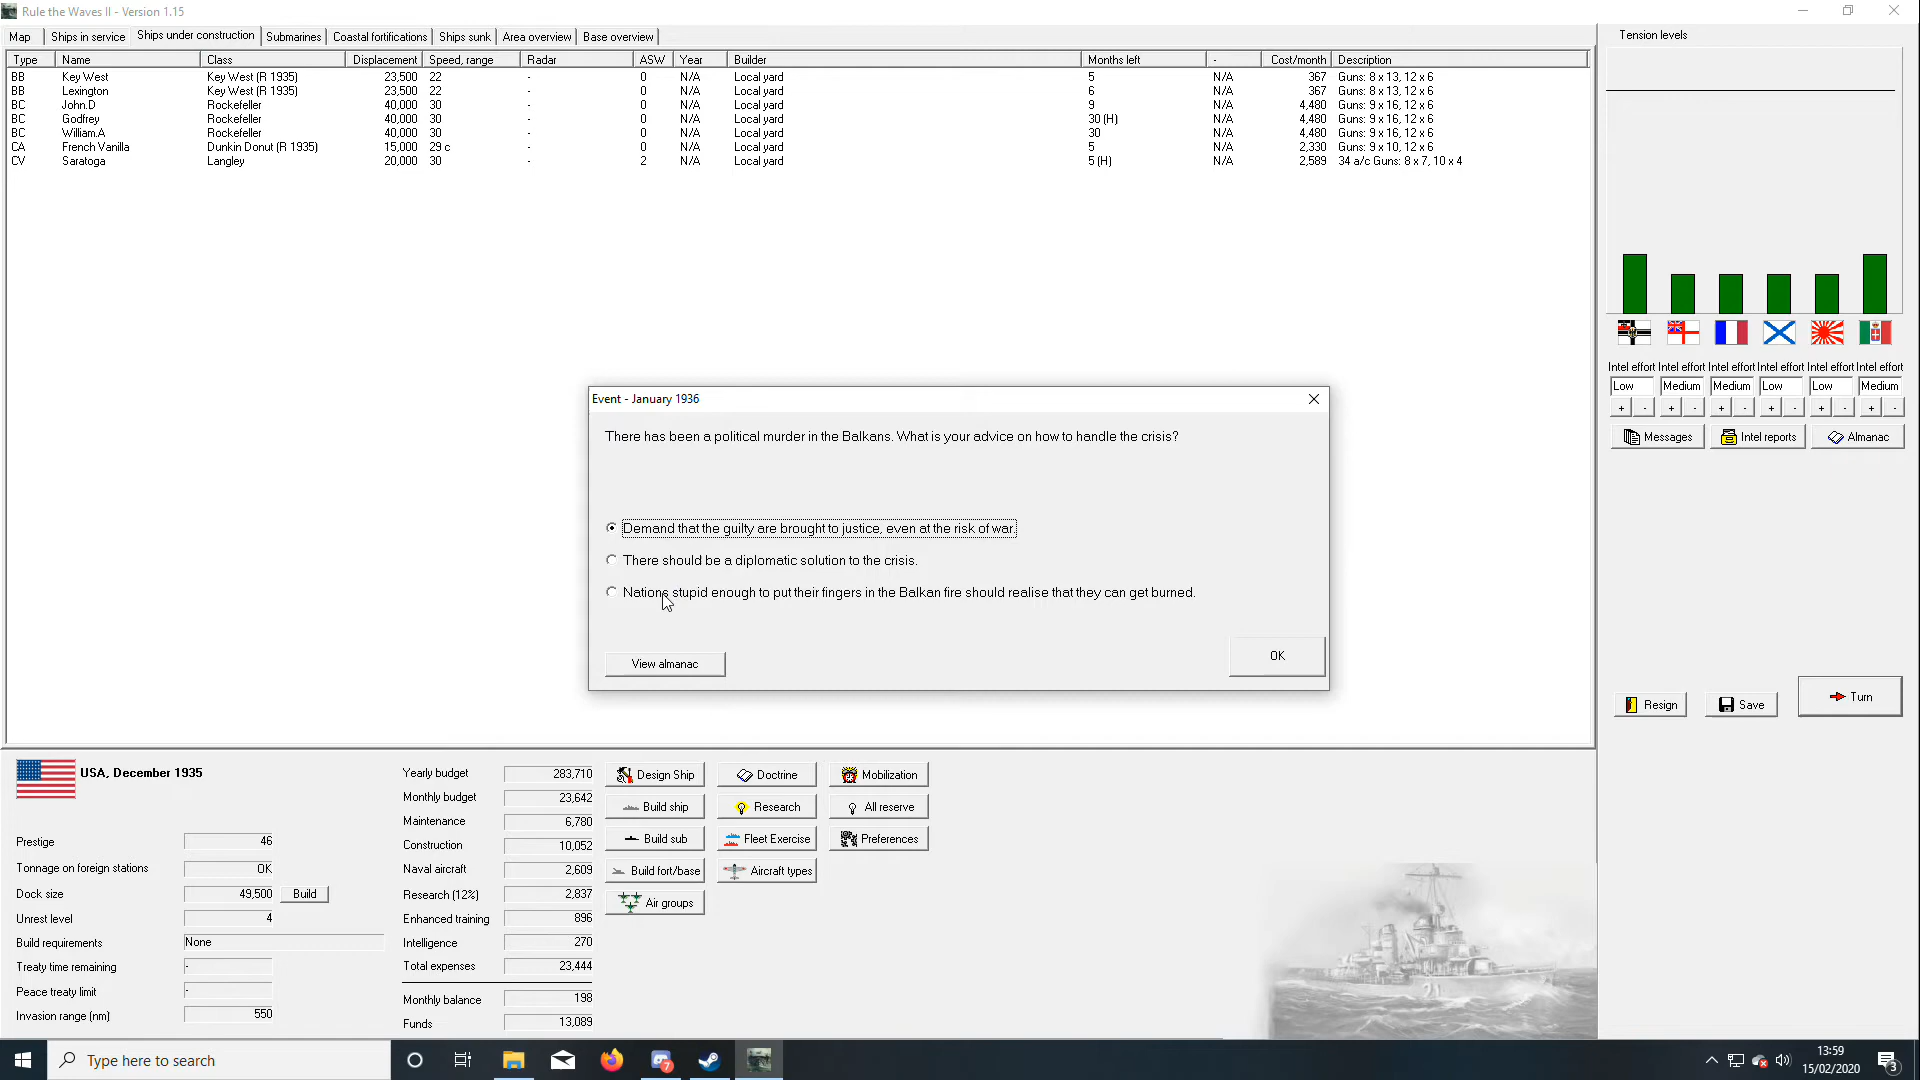 Rule the Waves II - Version 1.15
Map
Ships in service
Ships under construction
Submarines
Coastal fortifications
Ships sunk
Area overview
Base overview
Type Name Class Displacement Speed, range Radar ASW Year Builder Months left - Cost/month Description
BB Key West Key West (R 1935) 23,500 22 - 0 N/A Local yard 5 N/A 367 Guns: 8 x 13, 12 x 6
BB Lexington Key West (R 1935) 23,500 22 - 0 N/A Local yard 6 N/A 367 Guns: 8 x 13, 12 x 6
BC John.D Rockefeller 40,000 30 - 0 N/A Local yard 9 N/A 4,480 Guns: 9 x 16, 12 x 6
BC Godfrey Rockefeller 40,000 30 - 0 N/A Local yard 30 (H) N/A 4,480 Guns: 9 x 16, 12 x 6
BC William.A Rockefeller 40,000 30 - 0 N/A Local yard 30 N/A 4,480 Guns: 9 x 16, 12 x 6
CA French Vanilla Dunkin Donut (R 1935) 15,000 29 c - 0 N/A Local yard 5 N/A 2,330 Guns: 9 x 10, 12 x 6
CV Saratoga Langley 20,000 30 - 2 N/A Local yard 5 (H) N/A 2,589 34 a/c Guns: 8 x 7, 10 x 4
Tension levels
Intel effort Intel effort Intel effort Intel effort Intel effort Intel effort
Low Medium Medium Low Low Medium
+ - + - + - + - + - + -
Messages
Intel reports
Almanac
Event - January 1936
There has been a political murder in the Balkans. What is your advice on how to handle the crisis?
Demand that the guilty are brought to justice, even at the risk of war.
There should be a diplomatic solution to the crisis.
Nations stupid enough to put their fingers in the Balkan fire should realise that they can get burned.
View almanac
OK
Resign
Save
Turn
USA, December 1935
Prestige 46
Tonnage on foreign stations OK
Dock size 49,500 Build
Unrest level 4
Build requirements None
Treaty time remaining -
Peace treaty limit -
Invasion range (nm) 550
Yearly budget 283,710
Monthly budget 23,642
Maintenance 6,780
Construction 10,052
Naval aircraft 2,609
Research (12%) 2,837
Enhanced training 896
Intelligence 270
Total expenses 23,444
Monthly balance 198
Funds 13,089
Design Ship Doctrine Mobilization
Build ship Research All reserve
Build sub Fleet Exercise Preferences
Build fort/base Aircraft types
Air groups
21
Type here to search
7
13:59
15/02/2020
3